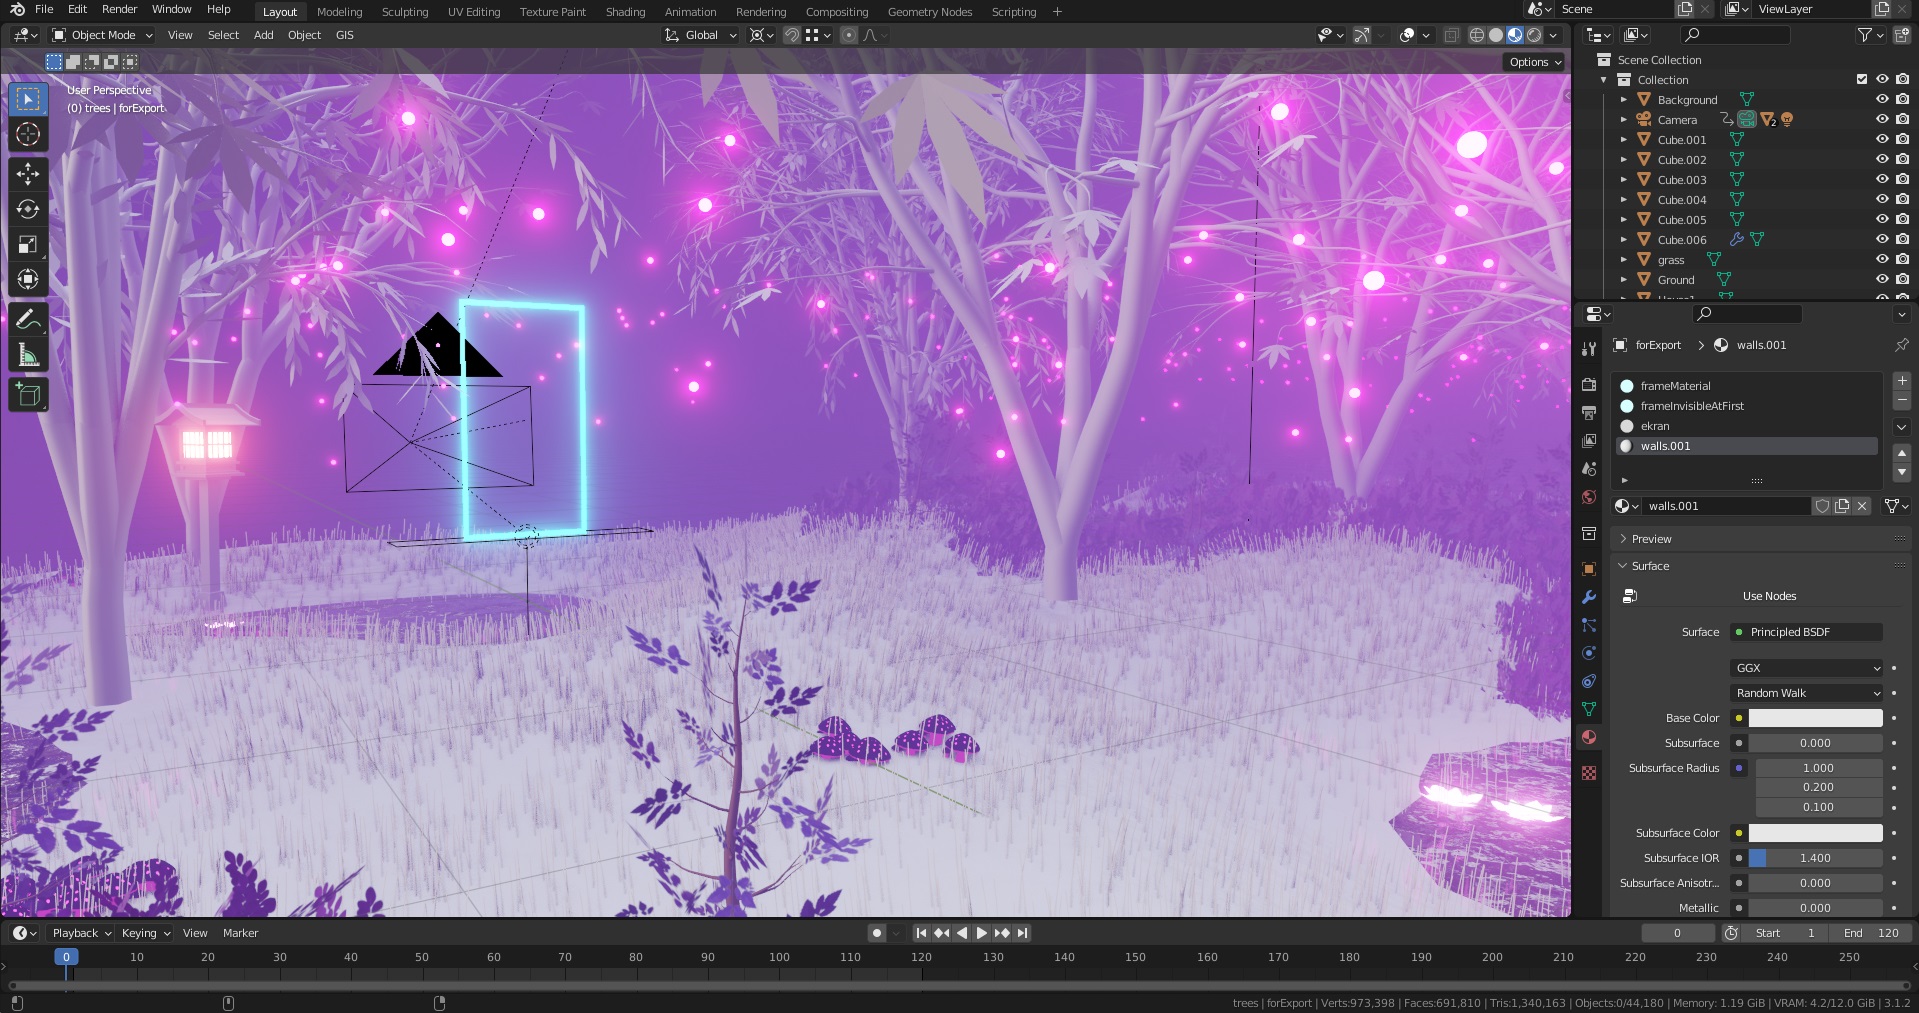 File Edit Render Window Help Layout Modeling Sculpting UV Editing Texture Paint Shading Animation Rendering Compositing Geometry Nodes Scripting + Scene ViewLayer
Object Mode View Select Add Object GIS Global
Options
User Perspective
(0) trees | forExport
Scene Collection
Collection
Background
Camera 2
Cube.001
Cube.002
Cube.003
Cube.004
Cube.005
Cube.006
grass
Ground
forExport > walls.001
frameMaterial
frameInvisibleAtFirst
ekran
walls.001
walls.001
Preview
Surface
Use Nodes
Surface Principled BSDF
GGX
Random Walk
Base Color
Subsurface 0.000
Subsurface Radius 1.000
0.200
0.100
Subsurface Color
Subsurface IOR 1.400
Subsurface Anisotr... 0.000
Metallic 0.000
Playback Keying View Marker 0 Start 1 End 120
0 10 20 30 40 50 60 70 80 90 100 110 120 130 140 150 160 170 180 190 200 210 220 230 240 250
trees | forExport | Verts:973,398 | Faces:691,810 | Tris:1,340,163 | Objects:0/44,180 | Memory: 1.19 GiB | VRAM: 4.2/12.0 GiB | 3.1.2